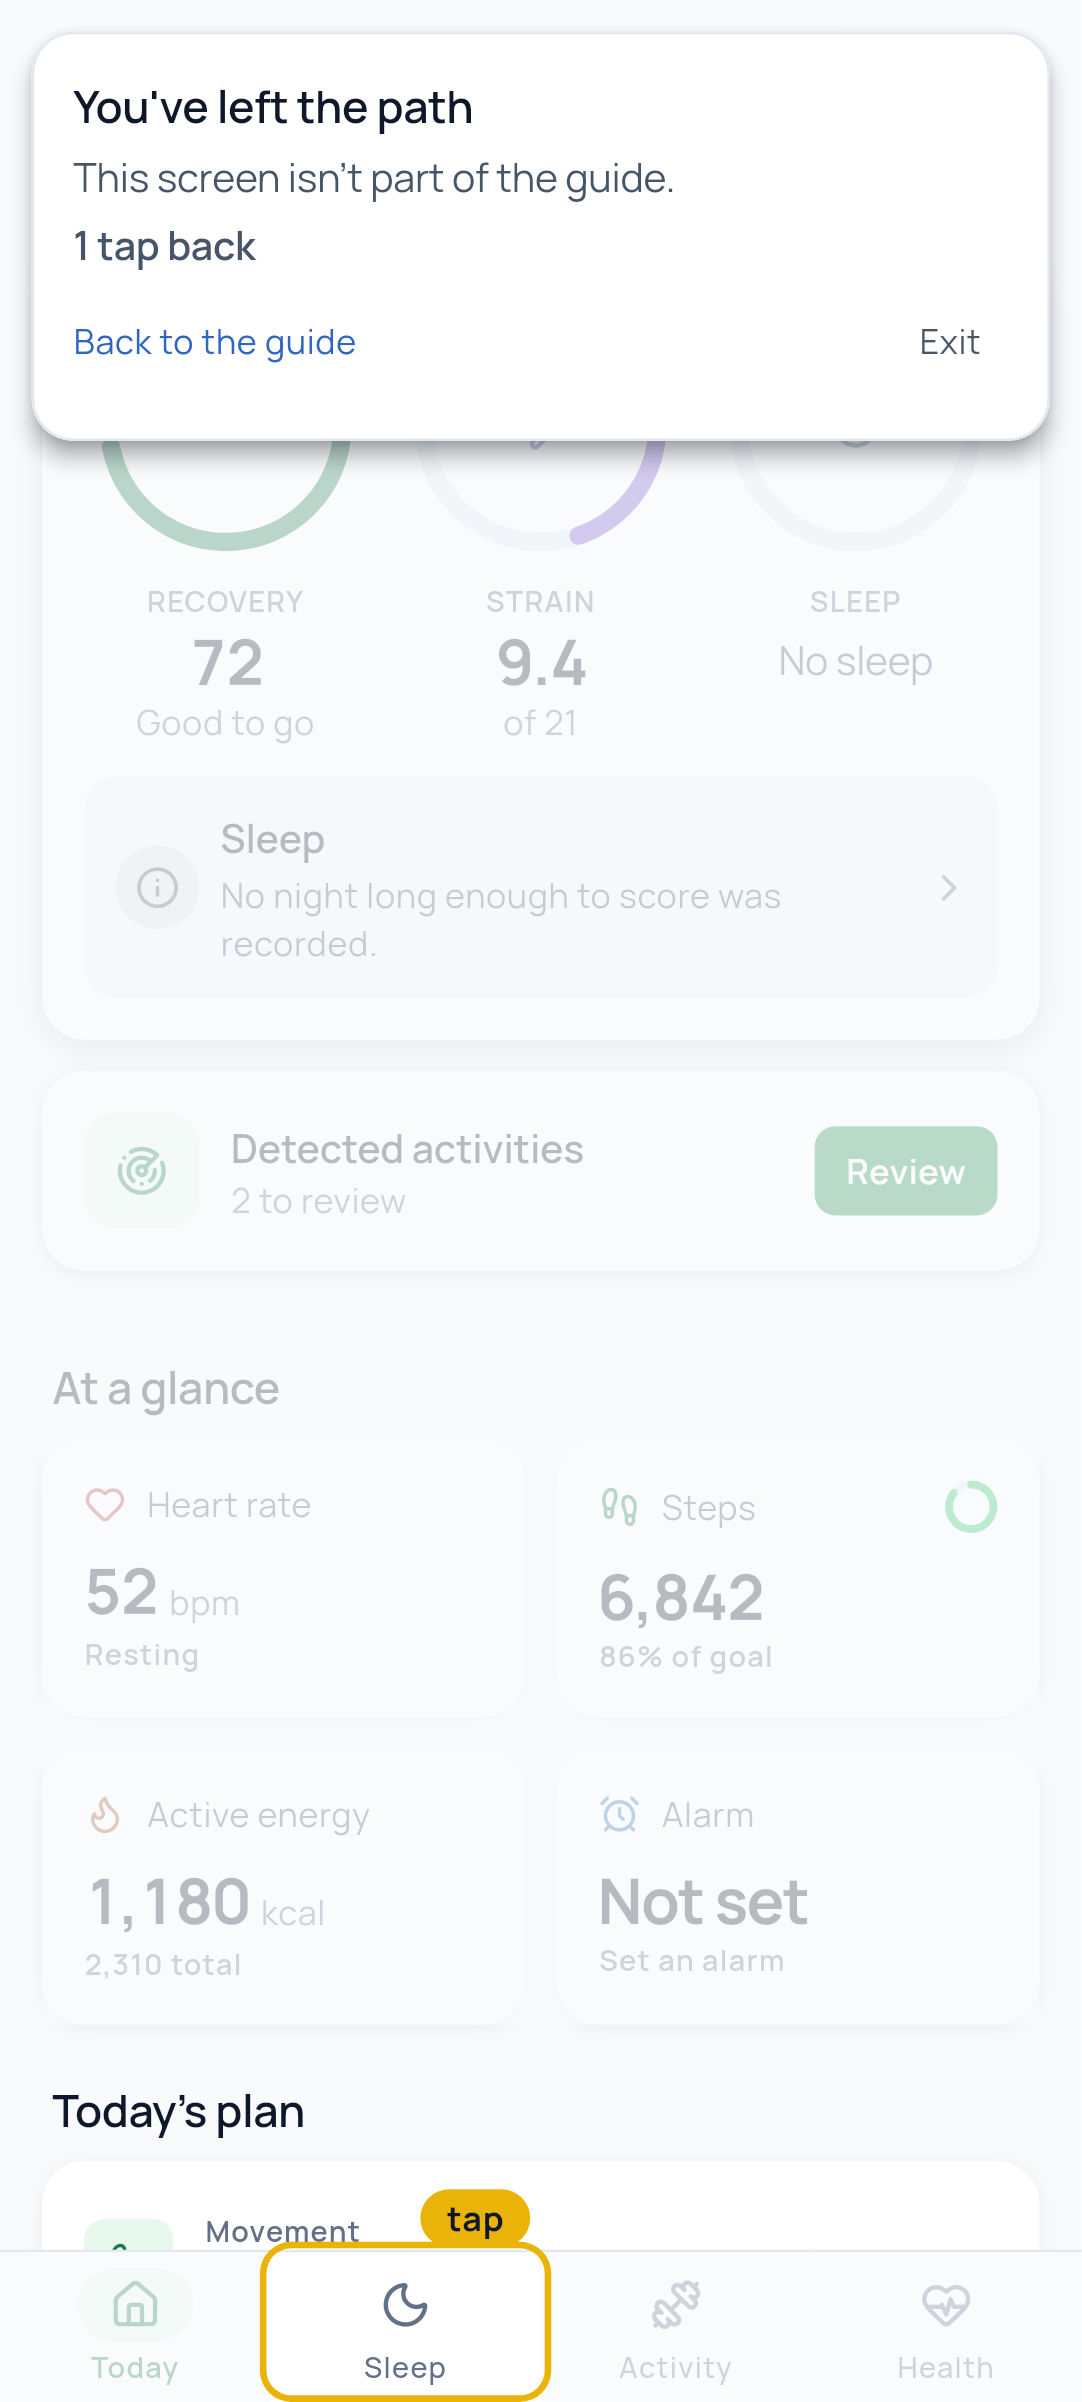 You've left the path
This screen isn't part of the guide.
1 tap back
Back to the guide
Exit
RECOVERY
STRAIN
SLEEP
72
9.4
No sleep
Good to go
of 21
Sleep
No night long enough to score was
recorded.
Detected activities
2 to review
Review
At a glance
Heart rate
52 bpm
Resting
Steps
6,842
86% of goal
Active energy
1,180 kcal
2,310 total
Alarm
Not set
Set an alarm
Today's plan
Movement
tap
Today
Sleep
Activity
Health